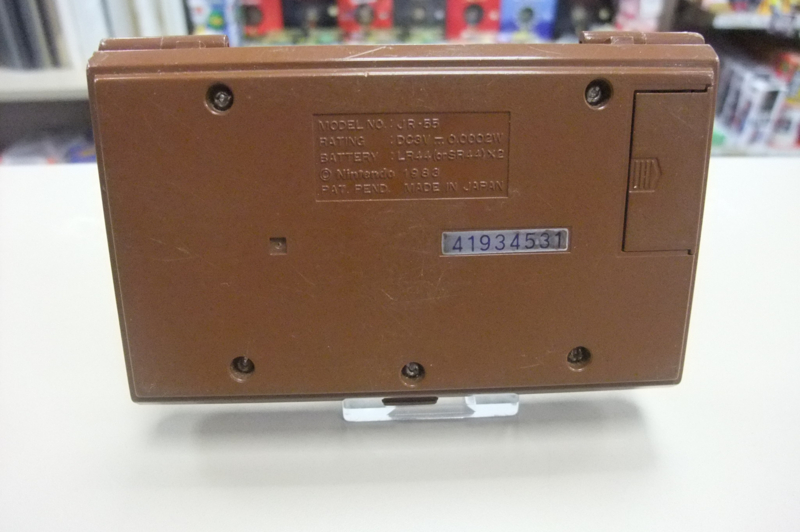 MODEL NO.: JR-55
RATING : DC3V ⎓ 0.0002W
BATTERY : LR44 (or SR44) X2
© Nintendo 1983
PAT. PEND. MADE IN JAPAN
41934531